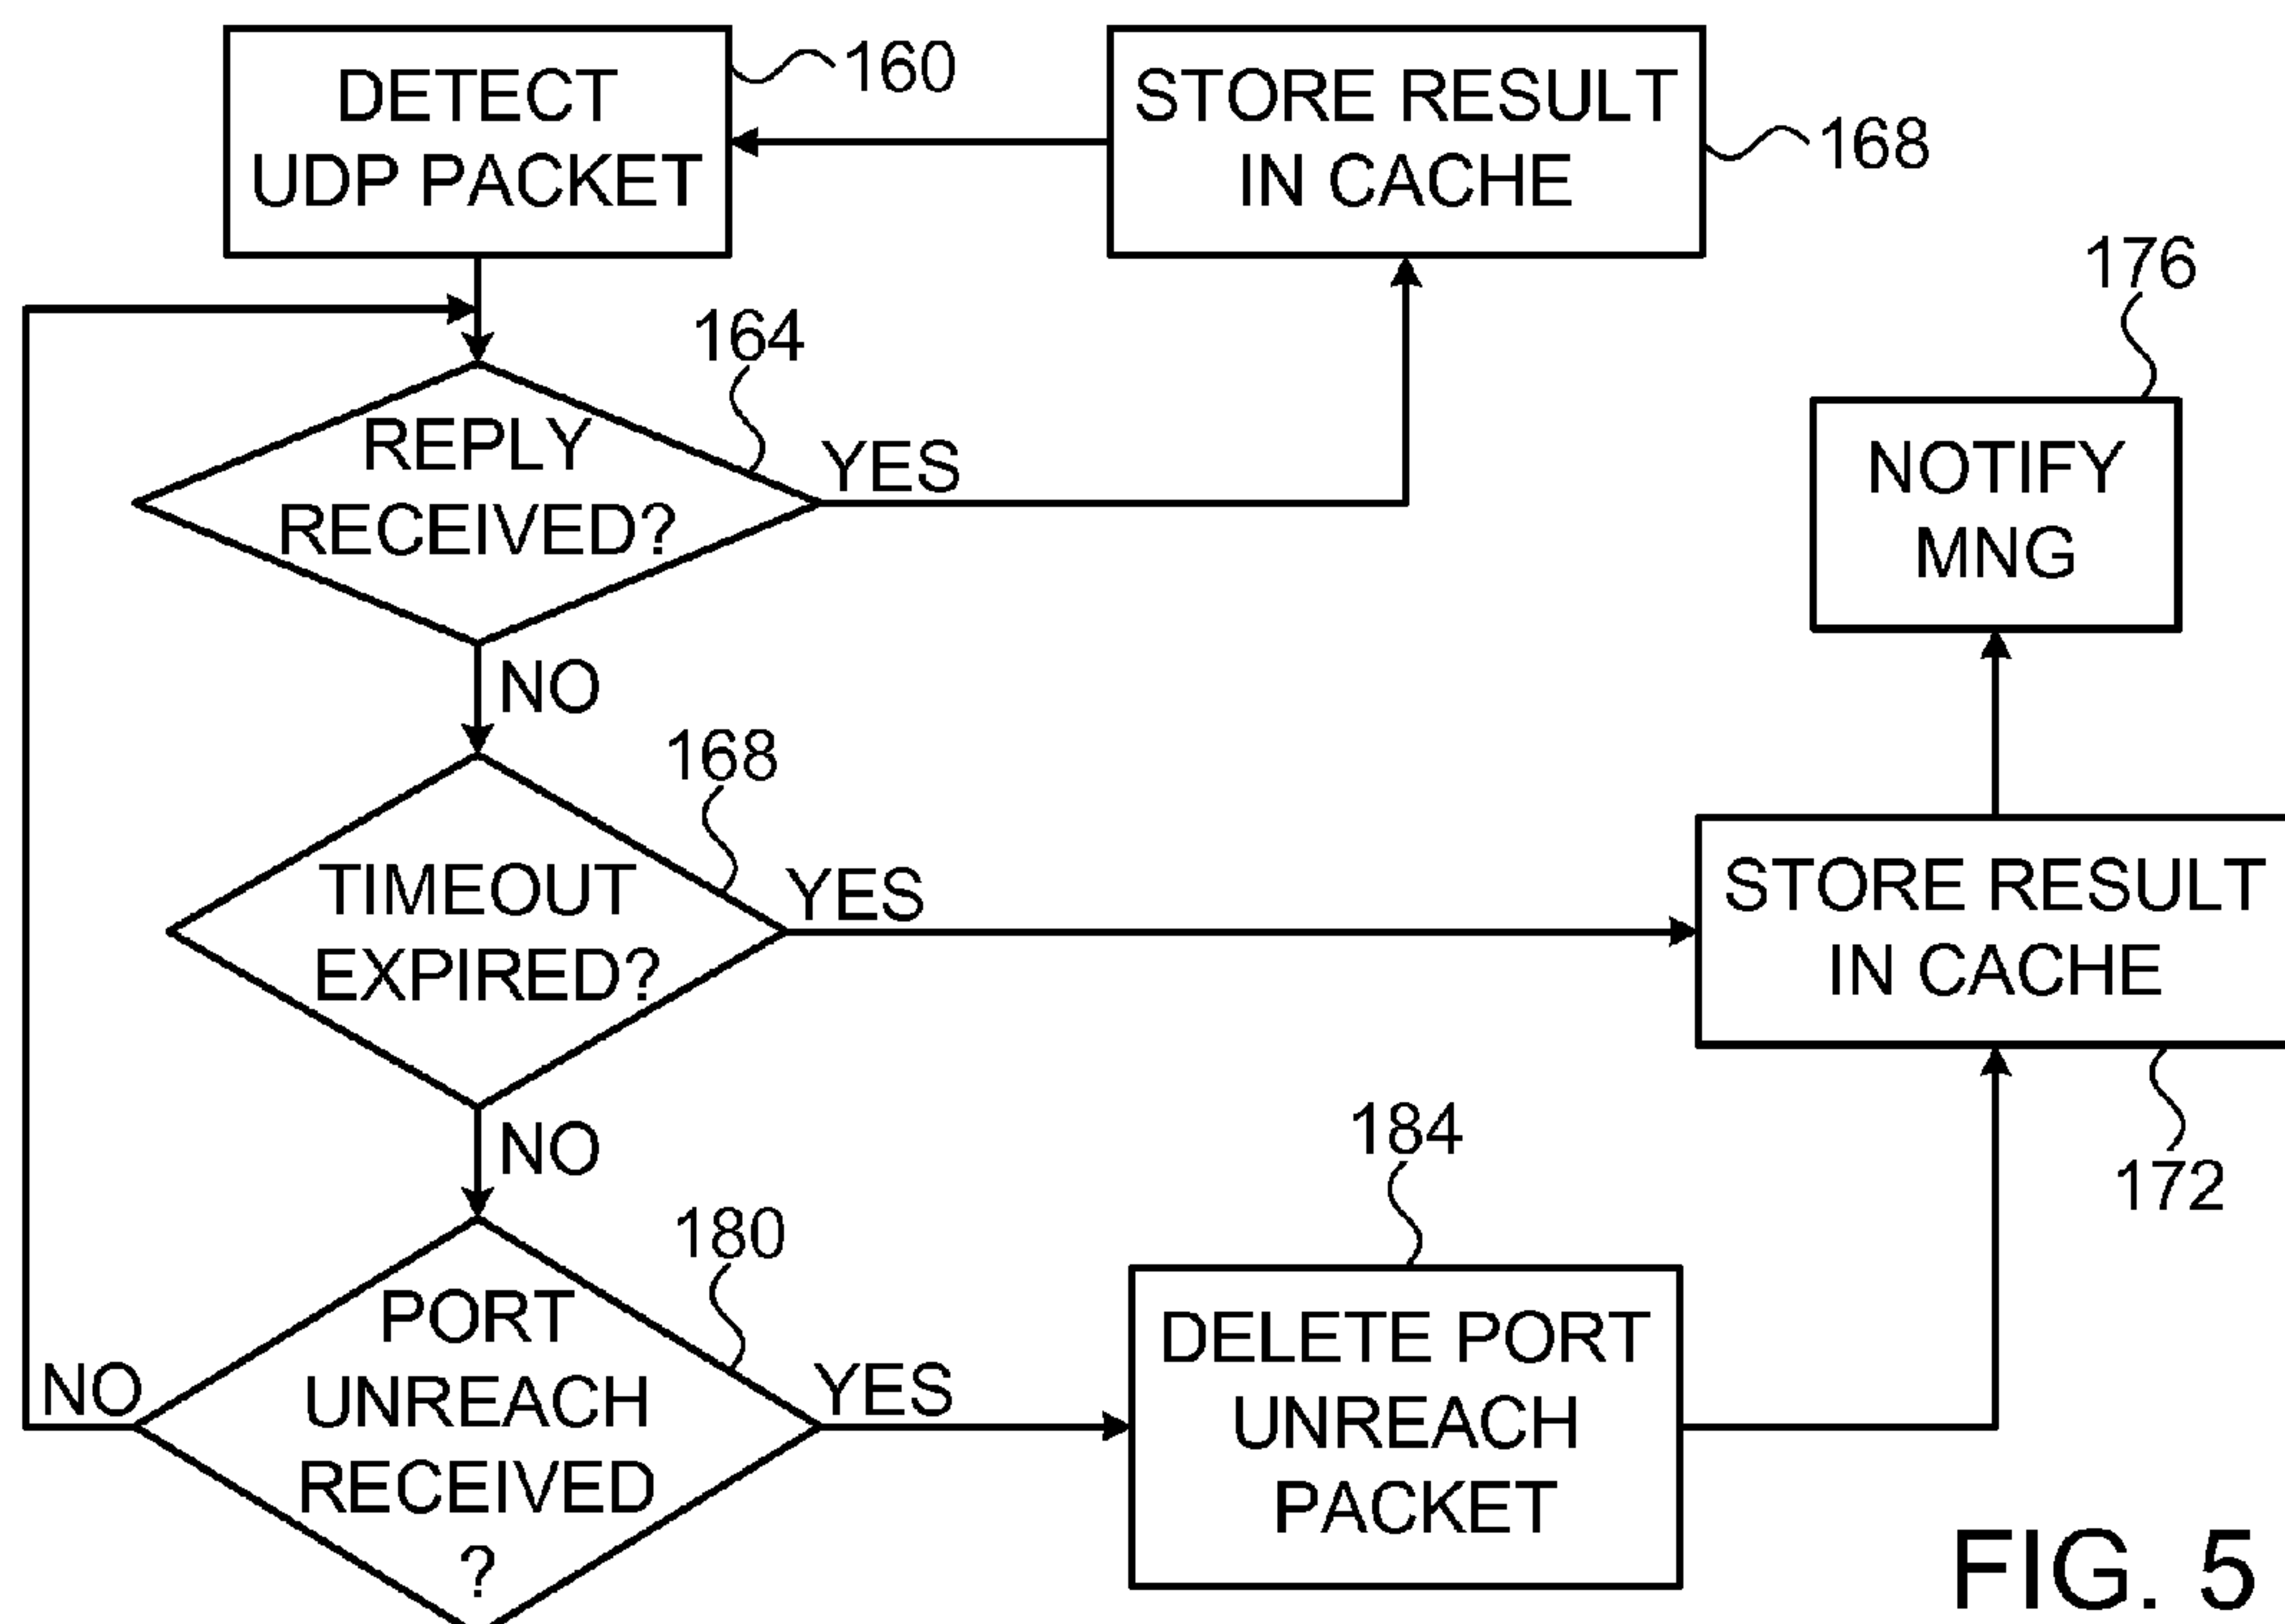 DETECT
UDP PACKET
160
STORE RESULT
IN CACHE
168
176
NOTIFY
MNG
164
REPLY
RECEIVED?
YES
NO
168
TIMEOUT
EXPIRED?
YES
STORE RESULT
IN CACHE
172
NO
180
PORT
UNREACH
RECEIVED
?
NO
YES
184
DELETE PORT
UNREACH
PACKET
FIG. 5